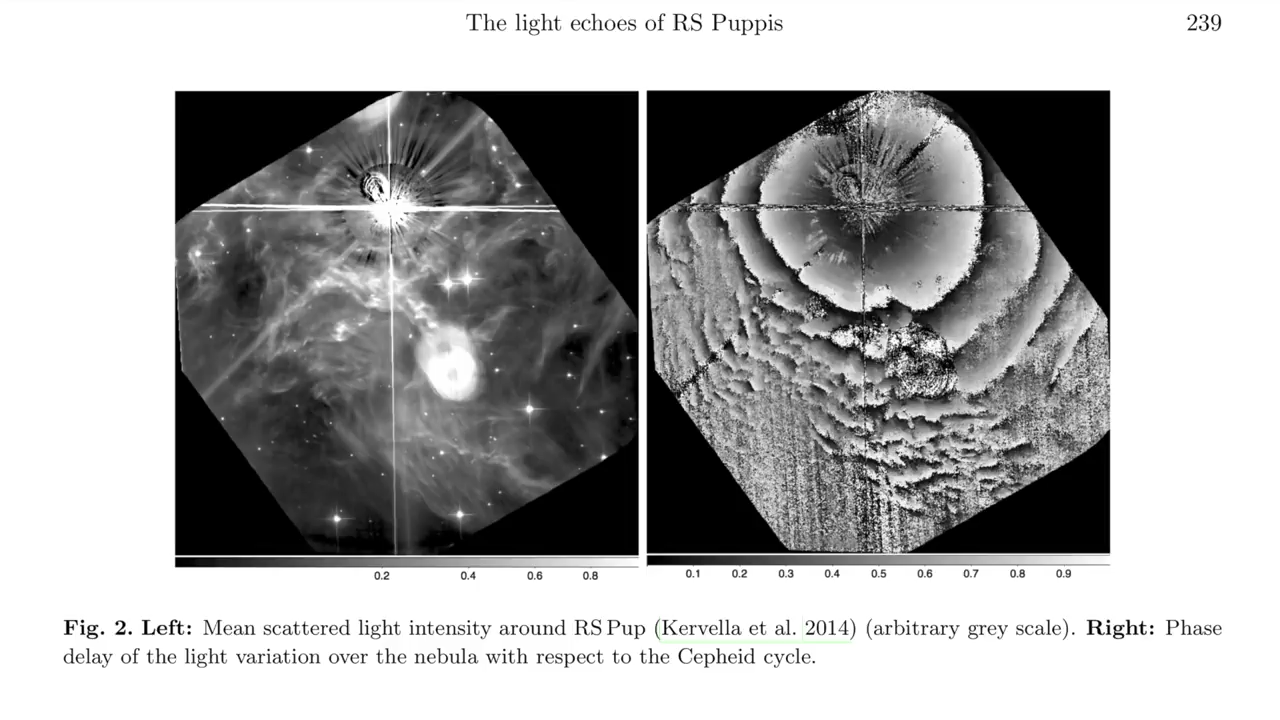 The light echoes of RS Puppis 239
0.2 0.4 0.6 0.8
0.1 0.2 0.3 0.4 0.5 0.6 0.7 0.8 0.9
Fig. 2. Left: Mean scattered light intensity around RS Pup (Kervella et al. 2014) (arbitrary grey scale). Right: Phase
delay of the light variation over the nebula with respect to the Cepheid cycle.